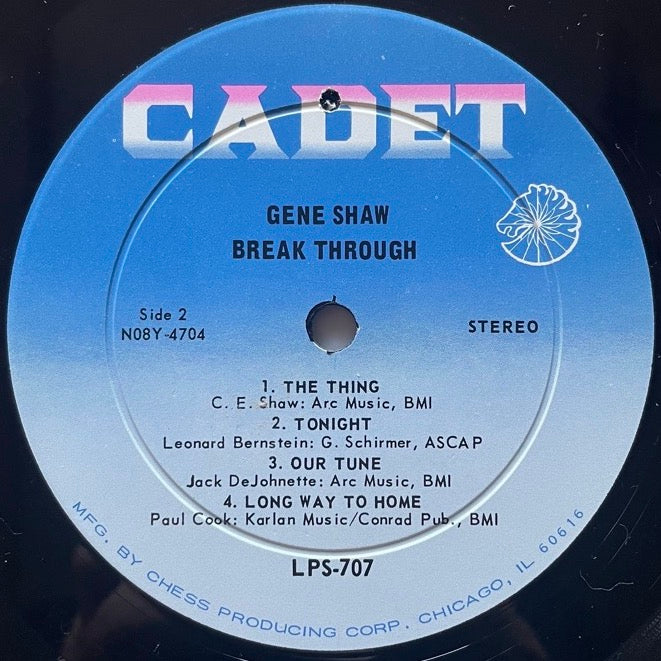 CADET
GENE SHAW
BREAK THROUGH
Side 2
N08Y-4704
STEREO
1. THE THING
C. E. Shaw: Arc Music, BMI
2. TONIGHT
Leonard Bernstein: G. Schirmer, ASCAP
3. OUR TUNE
Jack DeJohnette: Arc Music, BMI
4. LONG WAY TO HOME
Paul Cook: Karlan Music/Conrad Pub., BMI
LPS-707
MFG. BY CHESS PRODUCING CORP. CHICAGO, IL 60616